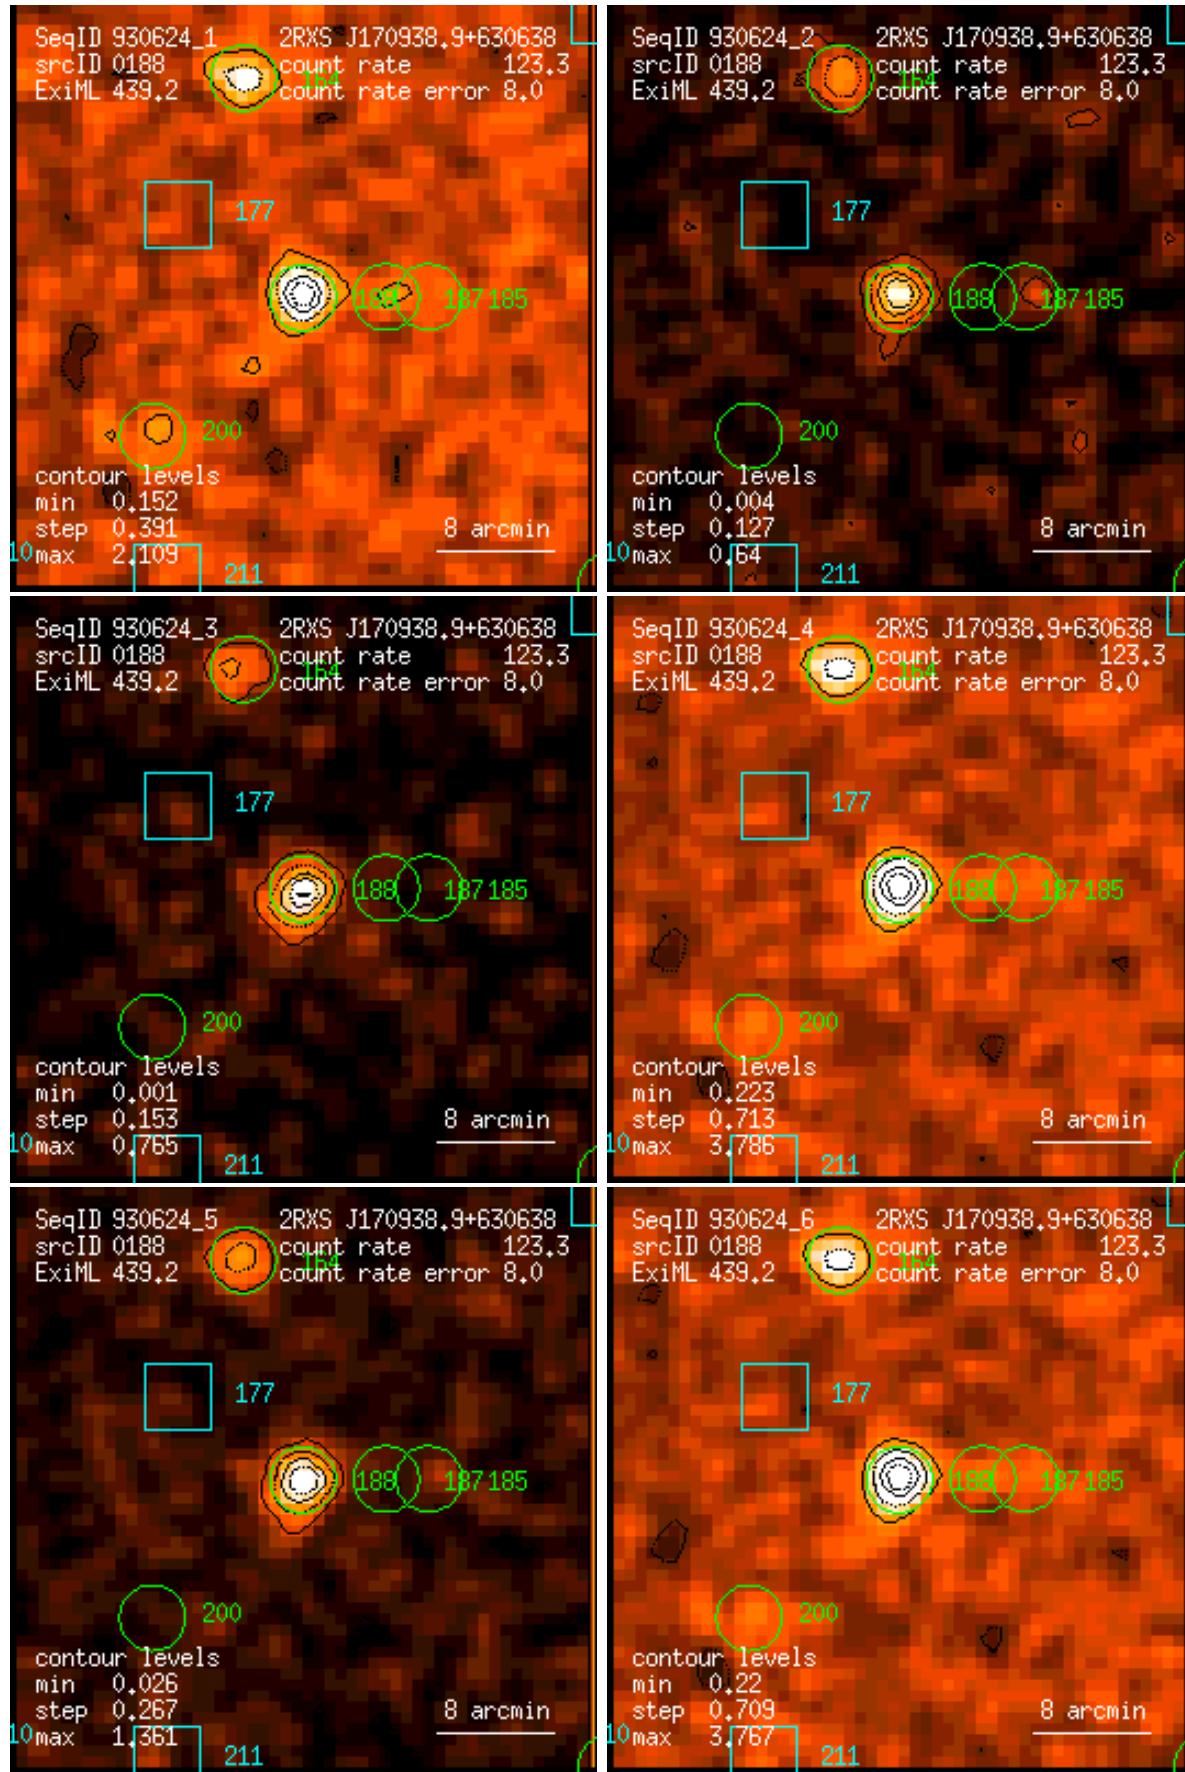 SeqID 930624_1 2RXS J170938.9+630638
srcID 0188 count rate 123.3
164
ExiML 439.2 count rate error 8.0
177
188 187 185
200
contour levels
min 0.152
step 0.391 8 arcmin
10 max 2.109
211
SeqID 930624_2 2RXS J170938.9+630638
srcID 0188 count rate 123.3
164
ExiML 439.2 count rate error 8.0
177
188 187 185
200
contour levels
min 0.004
step 0.127 8 arcmin
10 max 0.64
211
SeqID 930624_3 2RXS J170938.9+630638
srcID 0188 count rate 123.3
164
ExiML 439.2 count rate error 8.0
177
188 187 185
200
contour levels
min 0.001
step 0.153 8 arcmin
10 max 0.765
211
SeqID 930624_4 2RXS J170938.9+630638
srcID 0188 count rate 123.3
164
ExiML 439.2 count rate error 8.0
177
188 187 185
200
contour levels
min 0.223
step 0.713 8 arcmin
10 max 3.786
211
SeqID 930624_5 2RXS J170938.9+630638
srcID 0188 count rate 123.3
164
ExiML 439.2 count rate error 8.0
177
188 187 185
200
contour levels
min 0.026
step 0.267 8 arcmin
10 max 1.361
211
SeqID 930624_6 2RXS J170938.9+630638
srcID 0188 count rate 123.3
164
ExiML 439.2 count rate error 8.0
177
188 187 185
200
contour levels
min 0.22
step 0.709 8 arcmin
10 max 3.767
211